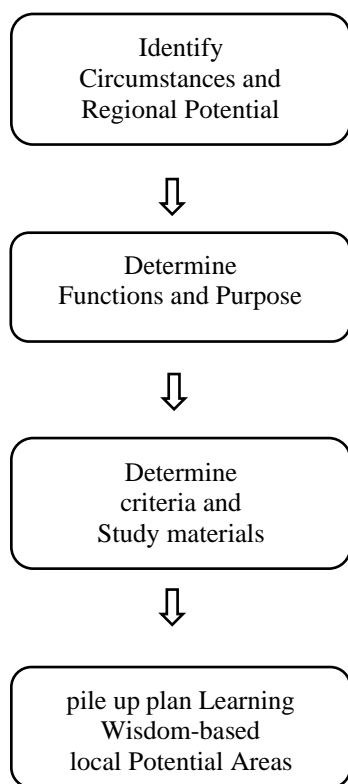 Identify
Circumstances and
Regional Potential
Determine
Functions and Purpose
Determine
criteria and
Study materials
pile up plan Learning
Wisdom-based
local Potential Areas